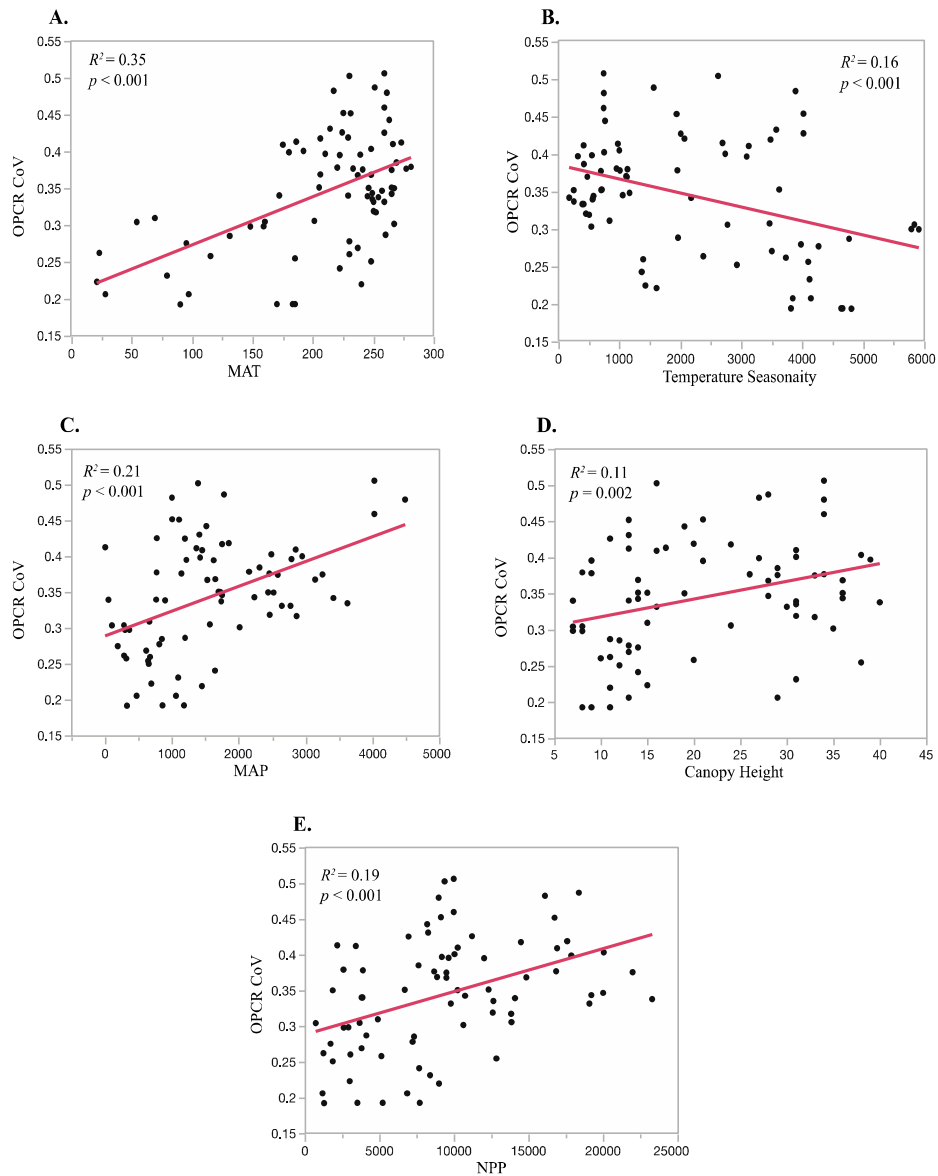 A.
R² = 0.35
p < 0.001
0.55
0.5
0.45
0.4
0.35
0.3
0.25
0.2
0.15
OPCR CoV
0 50 100 150 200 250 300
MAT
B.
R² = 0.16
p < 0.001
0.55
0.5
0.45
0.4
0.35
0.3
0.25
0.2
0.15
OPCR CoV
0 1000 2000 3000 4000 5000 6000
Temperature Seasonaity
C.
R² = 0.21
p < 0.001
0.55
0.5
0.45
0.4
0.35
0.3
0.25
0.2
0.15
OPCR CoV
0 1000 2000 3000 4000 5000
MAP
D.
R² = 0.11
p = 0.002
0.55
0.5
0.45
0.4
0.35
0.3
0.25
0.2
0.15
OPCR CoV
5 10 15 20 25 30 35 40 45
Canopy Height
E.
R² = 0.19
p < 0.001
0.55
0.5
0.45
0.4
0.35
0.3
0.25
0.2
0.15
OPCR CoV
0 5000 10000 15000 20000 25000
NPP